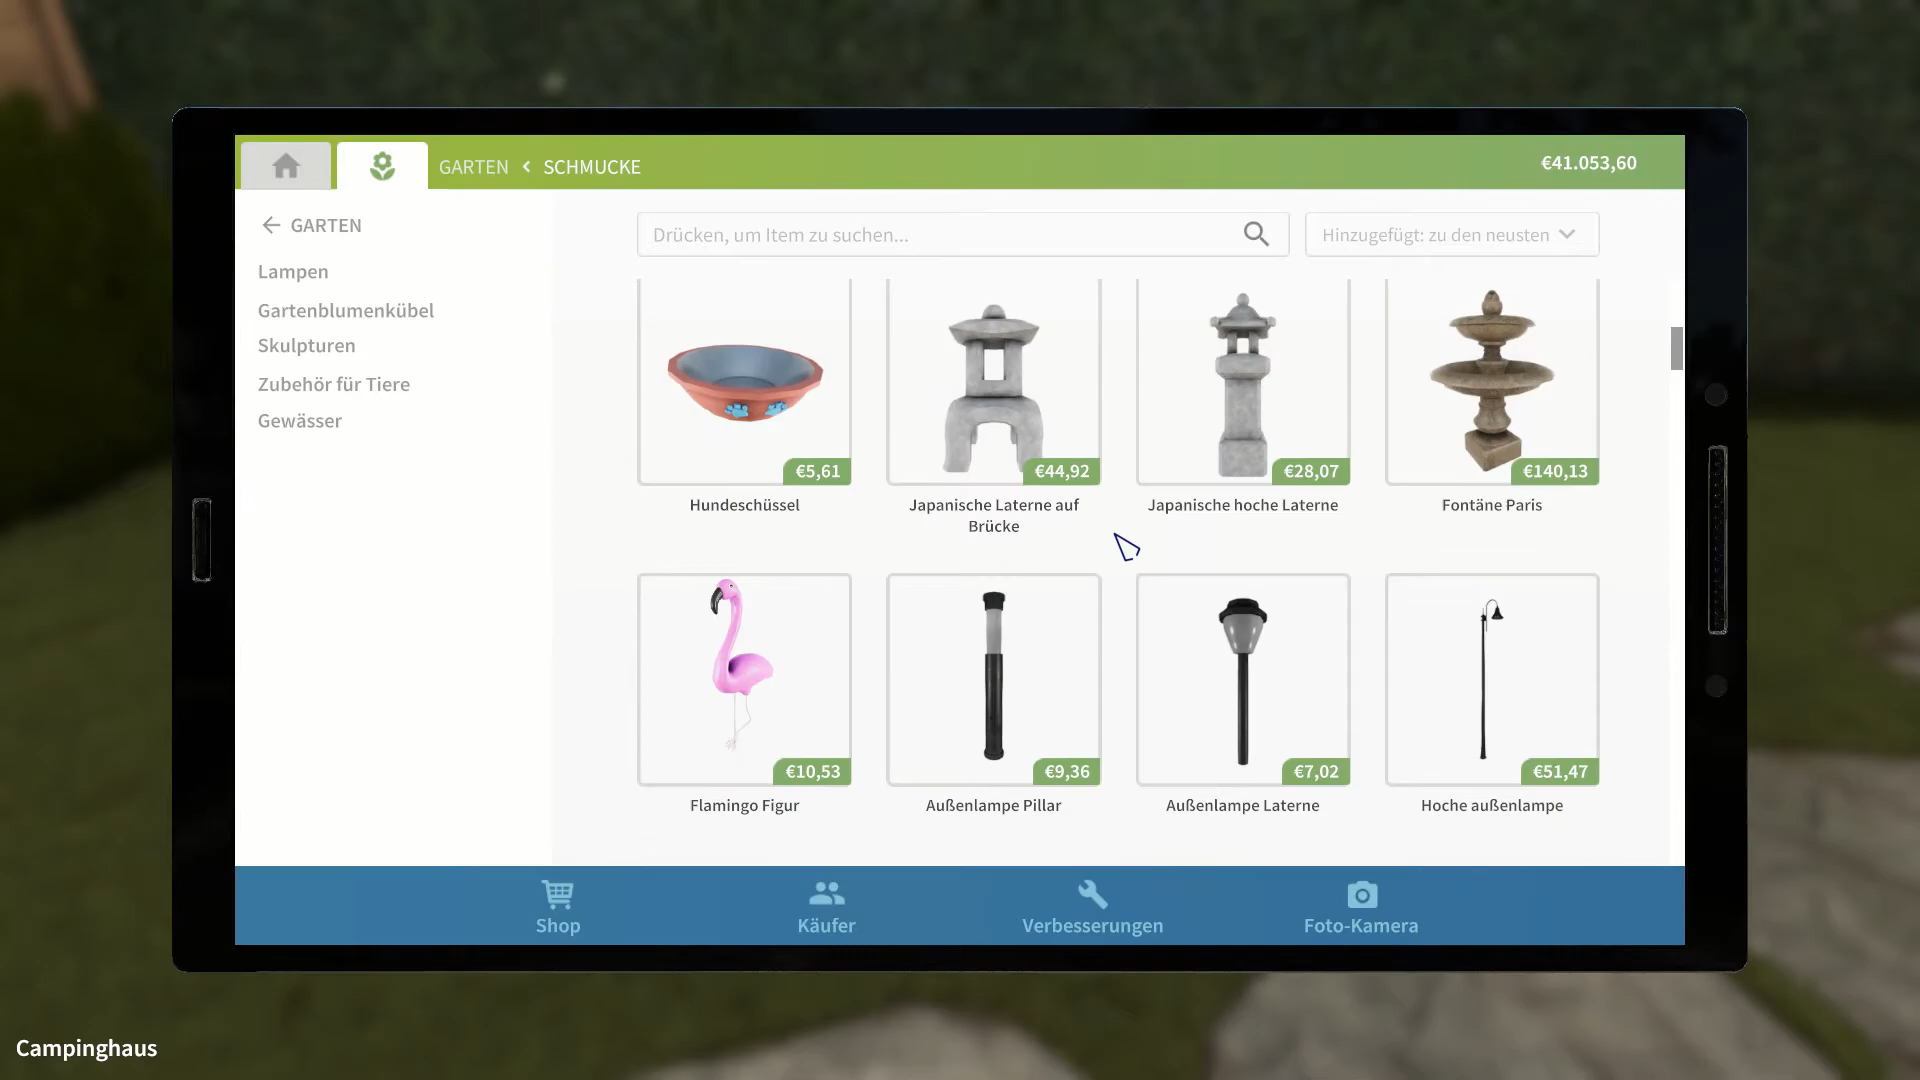 GARTEN < SCHMUCKE
€41.053,60
GARTEN
Lampen
Gartenblumenkübel
Skulpturen
Zubehör für Tiere
Gewässer
Drücken, um Item zu suchen...
Hinzugefügt: zu den neusten
€5,61
€44,92
€28,07
€140,13
Hundeschüssel
Japanische Laterne auf
Brücke
Japanische hoche Laterne
Fontäne Paris
€10,53
€9,36
€7,02
€51,47
Flamingo Figur
Außenlampe Pillar
Außenlampe Laterne
Hoche außenlampe
Shop
Käufer
Verbesserungen
Foto-Kamera
Campinghaus